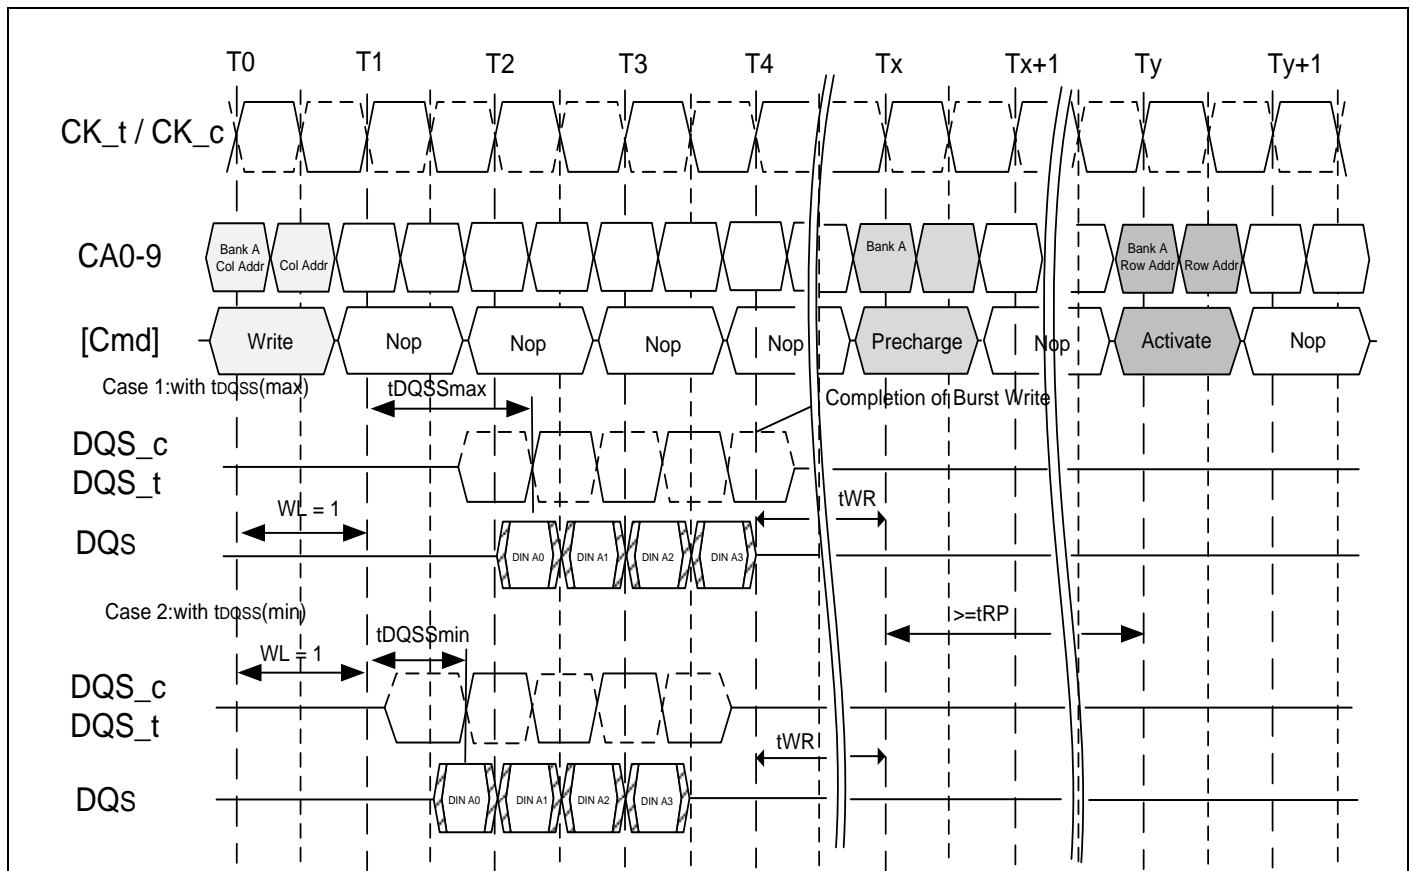 T0 T1 T2 T3 T4 Tx Tx+1 Ty Ty+1
CK_t / CK_c
CA0-9
Bank A Col Addr
Col Addr
Bank A
Bank A Row Addr
Row Addr
[Cmd] Write Nop Nop Nop Nop Precharge Nop Activate Nop
Case 1:with tDQSS(max)
tDQSSmax
Completion of Burst Write
DQS_c
DQS_t
WL = 1
tWR
DQs
DIN A0 DIN A1 DIN A2 DIN A3
Case 2:with tDQSS(min)
tDQSSmin
>=tRP
WL = 1
DQS_c
DQS_t
tWR
DQs
DIN A0 DIN A1 DIN A2 DIN A3